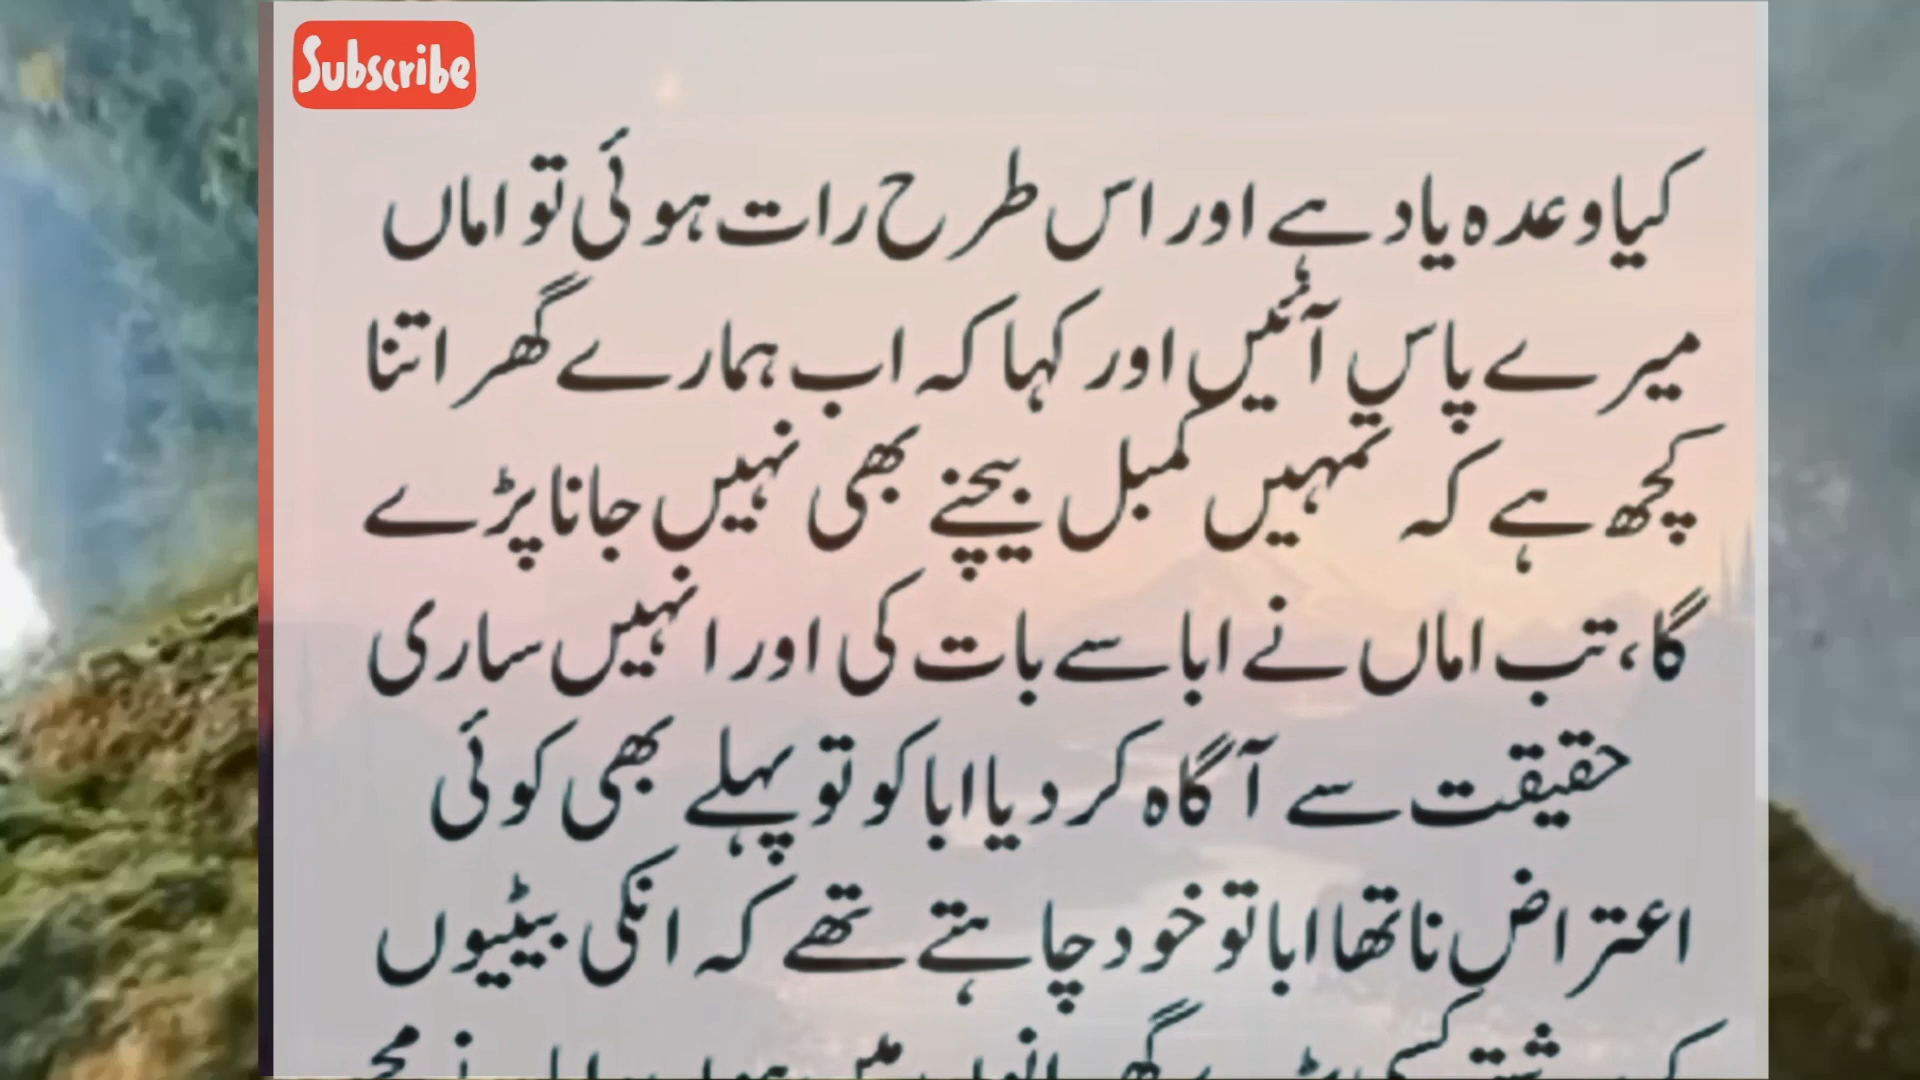 Subscribe
کیا وعدہ یاد ہے اور اس طرح رات ہوئی تو اماں
میرے پاس آئیں اور کہا کہ اب ہمارے گھر اتنا
کچھ ہے کہ تمہیں کمبل بیچنے بھی نہیں جانا پڑے
گا، تب اماں نے ابا سے بات کی اور انہیں ساری
حقیقت سے آگاہ کر دیا ابا کو تو پہلے بھی کوئی
اعتراض نا تھا ابا تو خود چاہتے تھے کہ انکی بیٹیوں